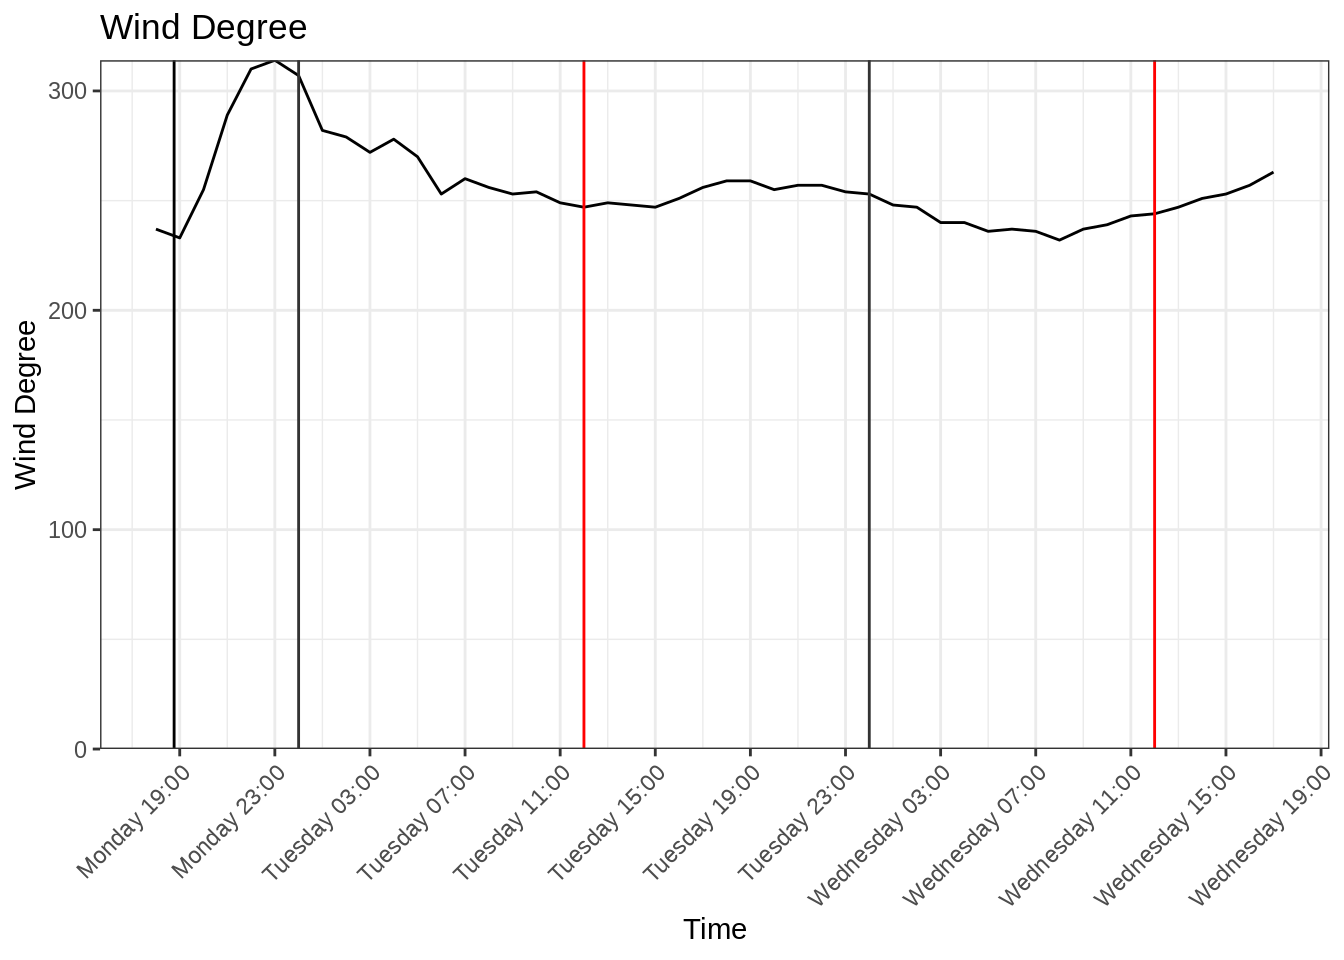 Wind Degree
Wind Degree
300
200
100
0
Monday 19:00
Monday 23:00
Tuesday 03:00
Tuesday 07:00
Tuesday 11:00
Tuesday 15:00
Tuesday 19:00
Tuesday 23:00
Wednesday 03:00
Wednesday 07:00
Wednesday 11:00
Wednesday 15:00
Wednesday 19:00
Time